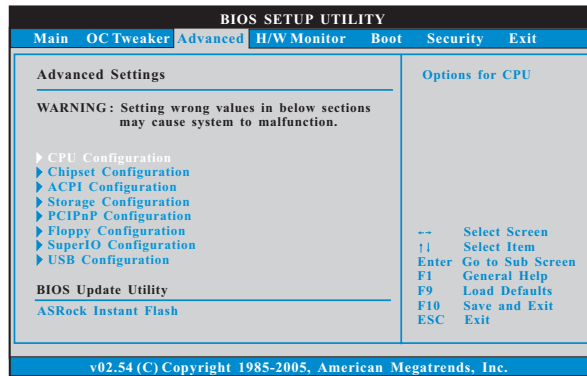 BIOS SETUP UTILITY
Main OC Tweaker Advanced H/W Monitor Boot Security Exit
Advanced Settings
WARNING : Setting wrong values in below sections
may cause system to malfunction.
CPU Configuration
Chipset Configuration
ACPI Configuration
Storage Configuration
PCIPnP Configuration
Floppy Configuration
SuperIO Configuration
USB Configuration
BIOS Update Utility
ASRock Instant Flash
Options for CPU
←→ Select Screen
↑↓ Select Item
Enter Go to Sub Screen
F1 General Help
F9 Load Defaults
F10 Save and Exit
ESC Exit
v02.54 (C) Copyright 1985-2005, American Megatrends, Inc.